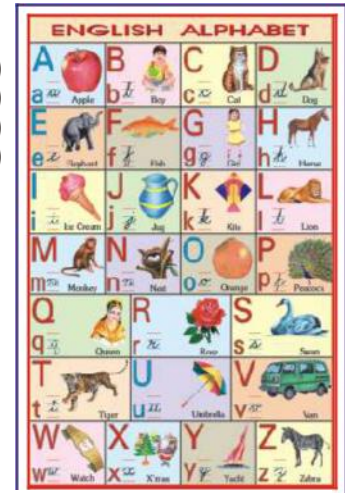 ENGLISH ALPHABET
A B C D
a a b b c c d d
Apple Boy Cat Dog
E F G H
e e f f g g h h
Elephant Fish Girl Horse
I J K L
i i j j k k l l
Ice Cream Jug Kite Lion
M N O P
m m n n o o p p
Monkey Nest Orange Peacock
Q R S
q q r r s s
Queen Rose Swan
T U V
t t u u v v
Tiger Umbrella Van
W X Y Z
w w x x y y z z
Watch X'mas Yacht Zebra